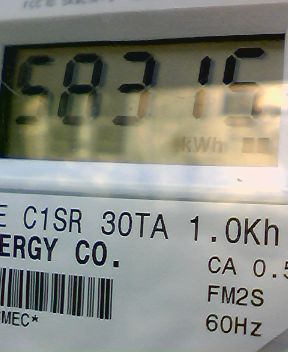 58315
kWh
E C1SR 30TA 1.0Kh
ERGY CO.
CA 0.5
FM2S
MEC*
60Hz